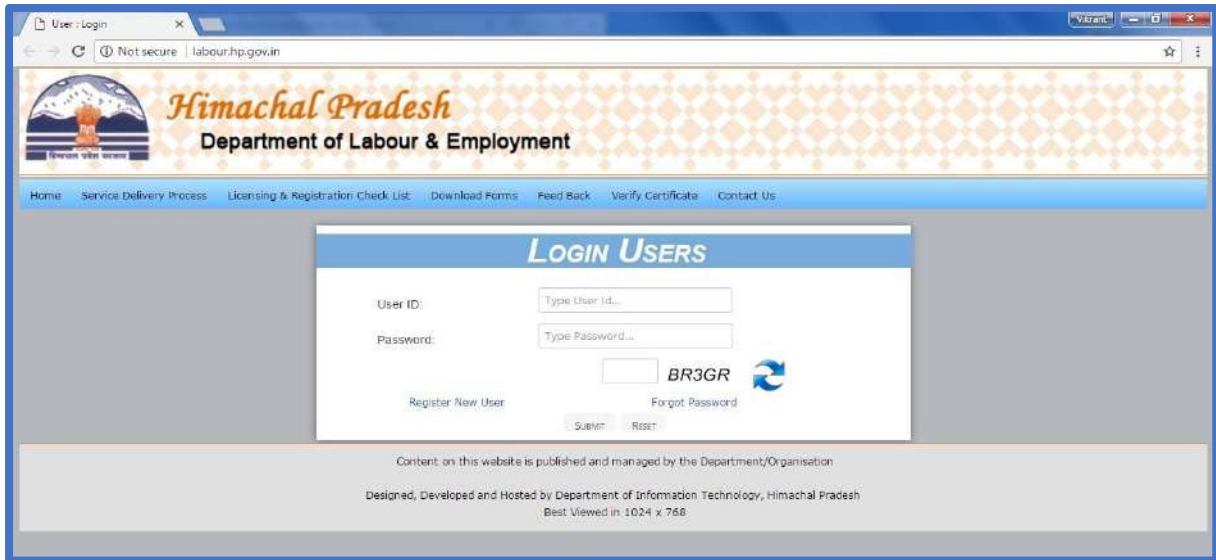 User : Login
Vikrant
Not secure | labour.hp.gov.in
Himachal Pradesh
Department of Labour & Employment
हिमाचल प्रदेश सरकार
Home Service Delivery Process Licensing & Registration Check List Download Forms Feed Back Verify Certificate Contact Us
LOGIN USERS
User ID: Type User Id...
Password: Type Password...
BR3GR
Register New User Forgot Password
SUBMIT RESET
Content on this website is published and managed by the Department/Organisation
Designed, Developed and Hosted by Department of Information Technology, Himachal Pradesh
Best Viewed in 1024 x 768